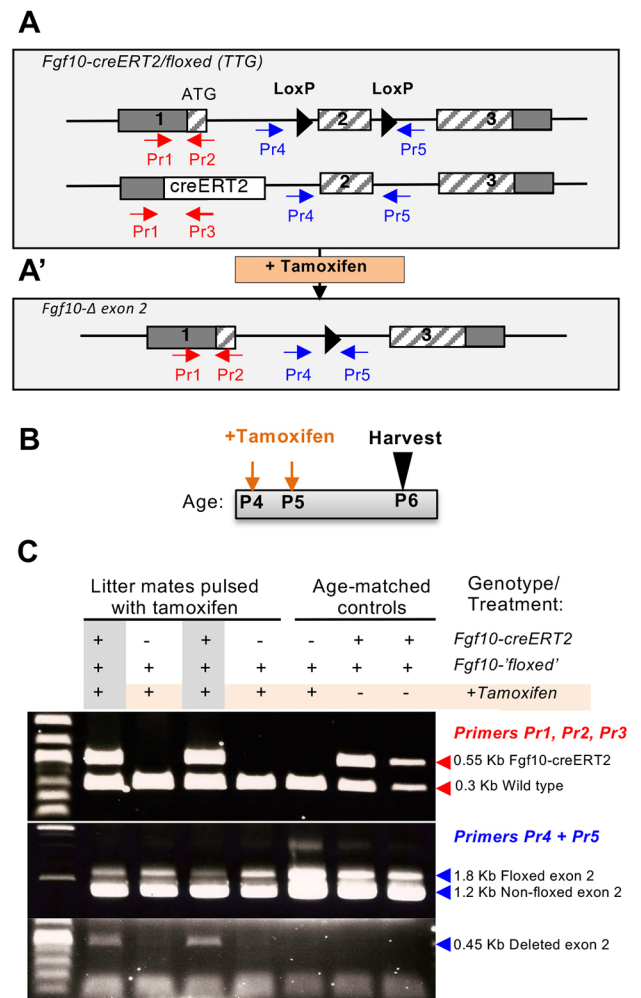 A
Fgf10-creERT2/floxed (TTG)
ATG
LoxP
LoxP
1
2
3
Pr1
Pr2
Pr4
Pr5
creERT2
2
3
Pr1
Pr3
Pr4
Pr5
+ Tamoxifen
A’
Fgf10-Δ exon 2
1
3
Pr1
Pr2
Pr4
Pr5
B
+Tamoxifen
Harvest
Age:
P4
P5
P6
C
Litter mates pulsed
with tamoxifen
Age-matched
controls
Genotype/
Treatment:
+ - + - - + + Fgf10-creERT2
+ + + + + + + Fgf10-’floxed’
+ + + + + - - +Tamoxifen
Primers Pr1, Pr2, Pr3
0.55 Kb Fgf10-creERT2
0.3 Kb Wild type
Primers Pr4 + Pr5
1.8 Kb Floxed exon 2
1.2 Kb Non-floxed exon 2
0.45 Kb Deleted exon 2